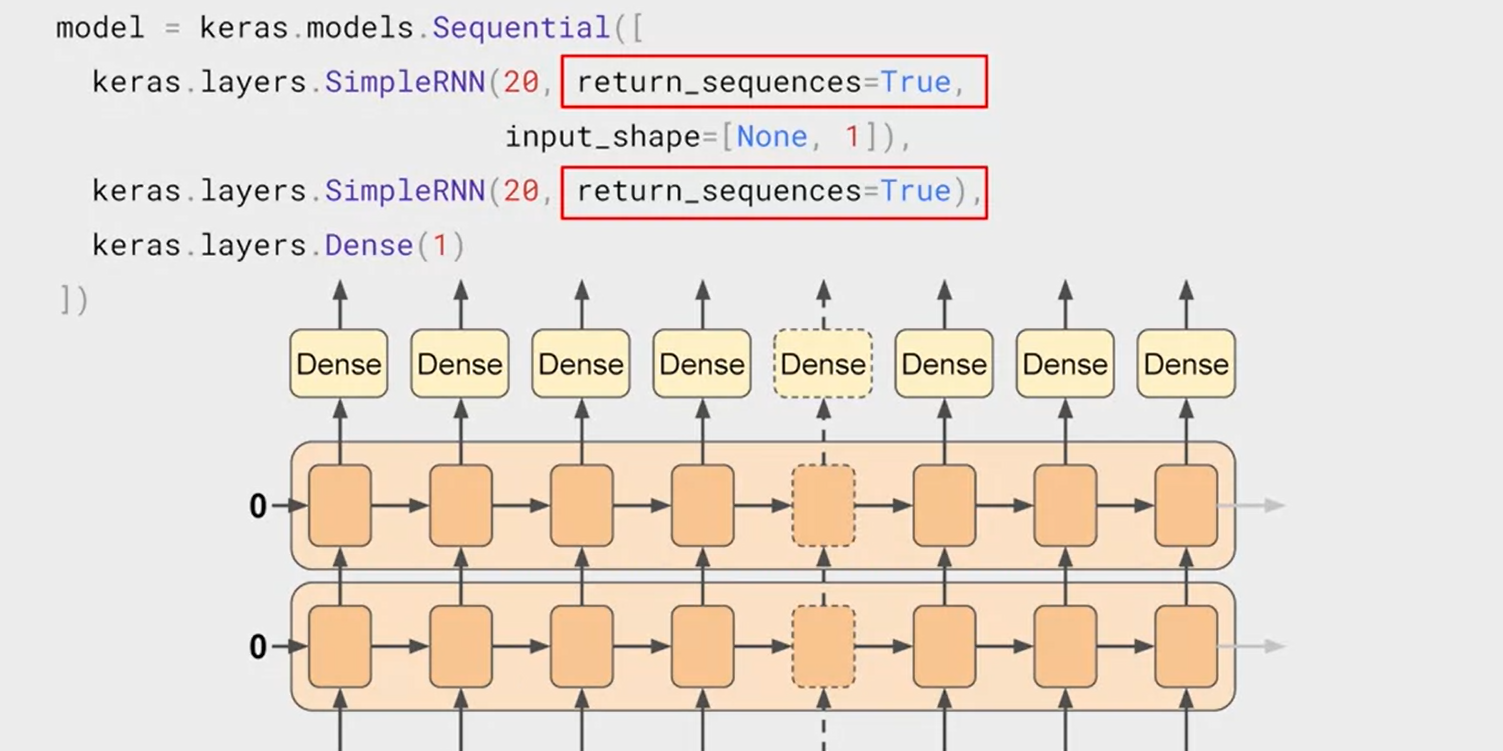 model = keras.models.Sequential([
keras.layers.SimpleRNN(20, return_sequences=True,
input_shape=[None, 1]),
keras.layers.SimpleRNN(20, return_sequences=True),
keras.layers.Dense(1)
])
Dense Dense Dense Dense Dense Dense Dense Dense
0
0